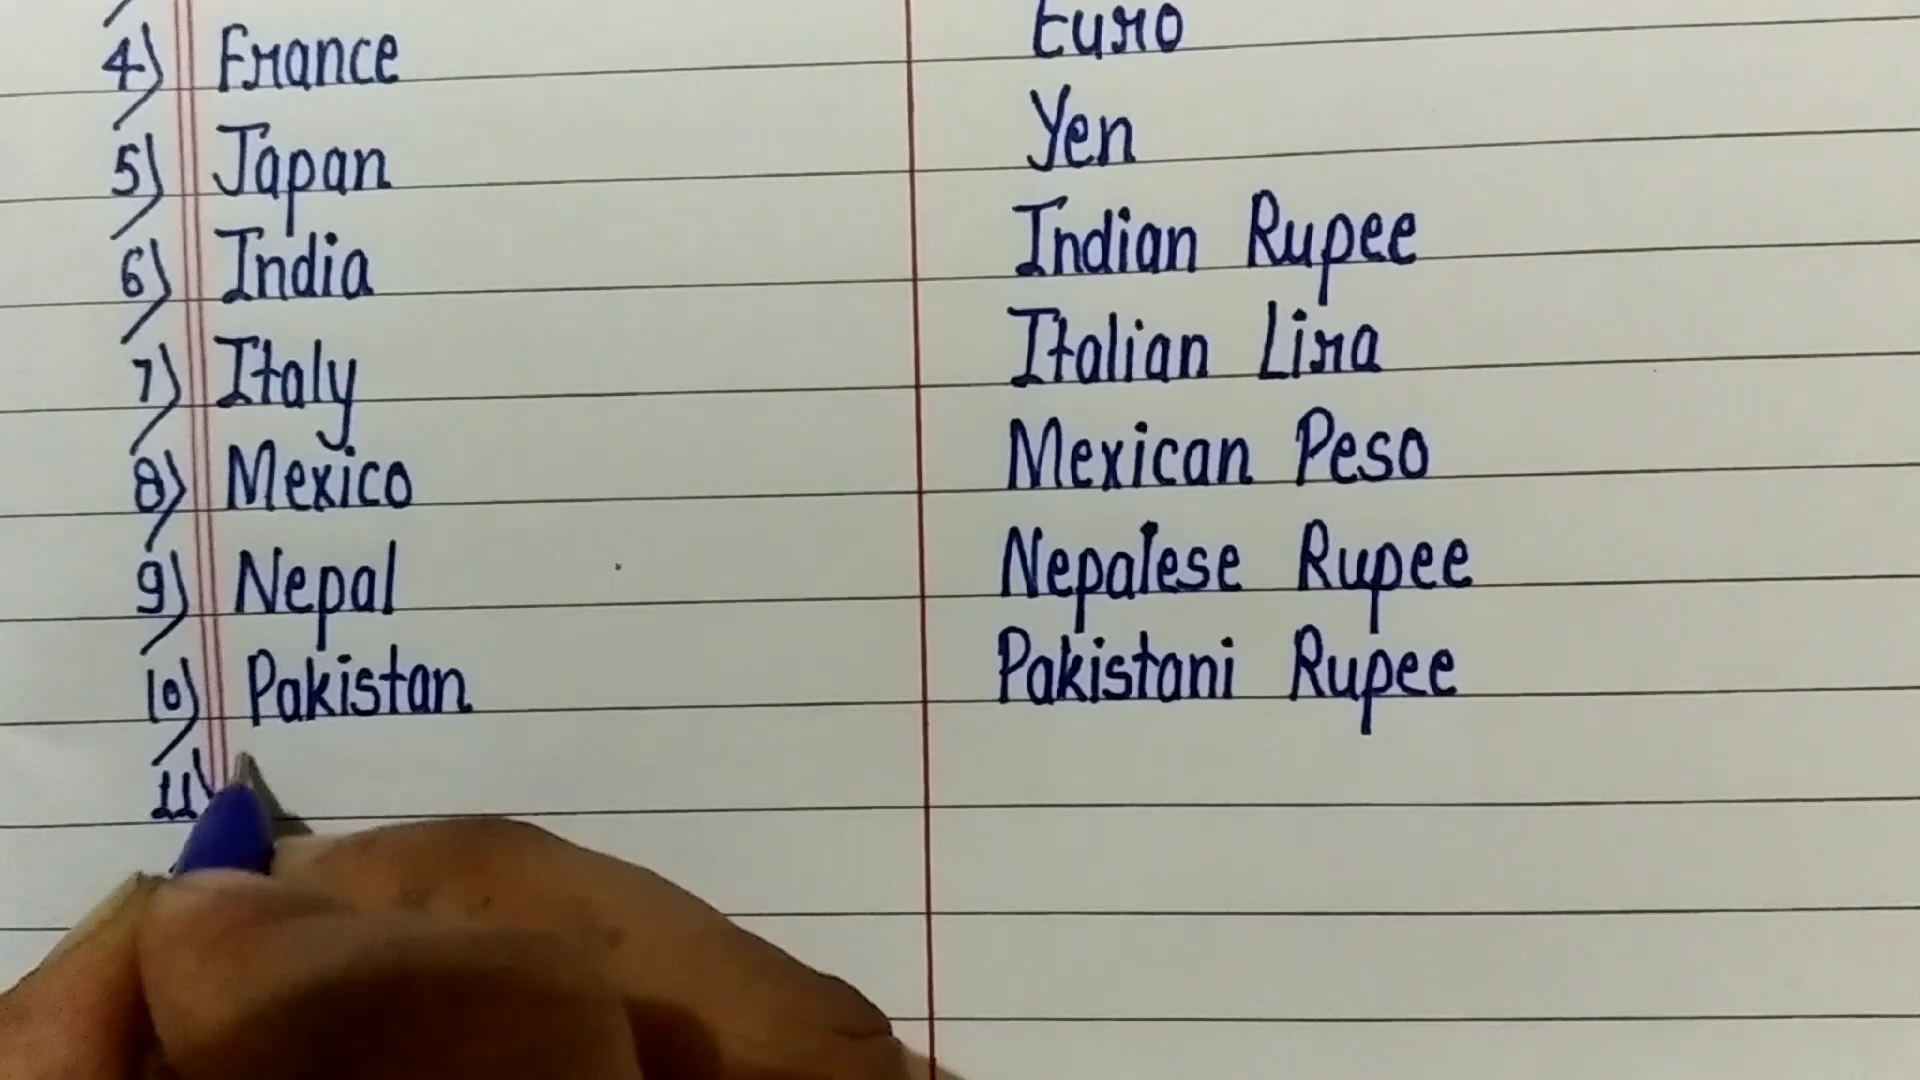 4) France Euro
5) Japan Yen
6) India Indian Rupee
7) Italy Italian Lira
8) Mexico Mexican Peso
9) Nepal Nepalese Rupee
10) Pakistan Pakistani Rupee
11)